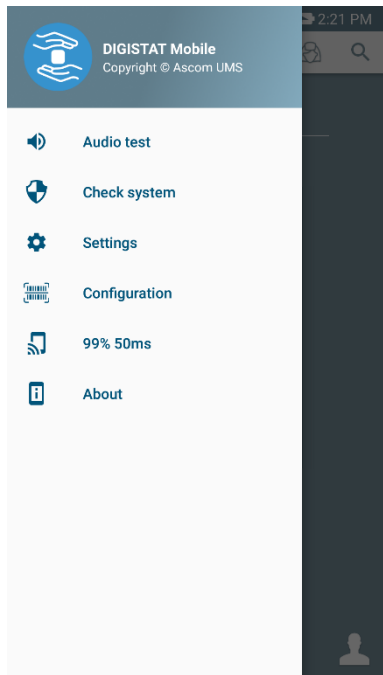 2:21 PM
DIGISTAT Mobile
Copyright © Ascom UMS
Audio test
Check system
Settings
Configuration
99% 50ms
About